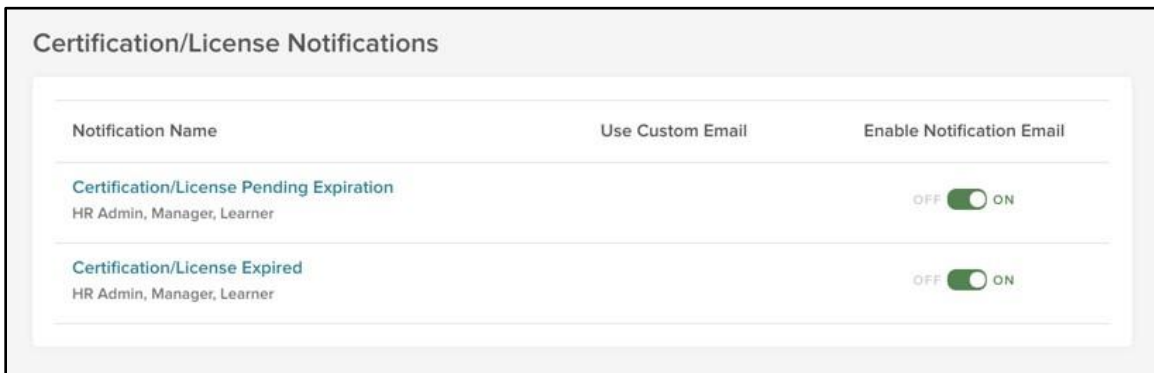 Certification/License Notifications
Notification Name Use Custom Email Enable Notification Email
Certification/License Pending Expiration
HR Admin, Manager, Learner
OFF ON
Certification/License Expired
HR Admin, Manager, Learner
OFF ON